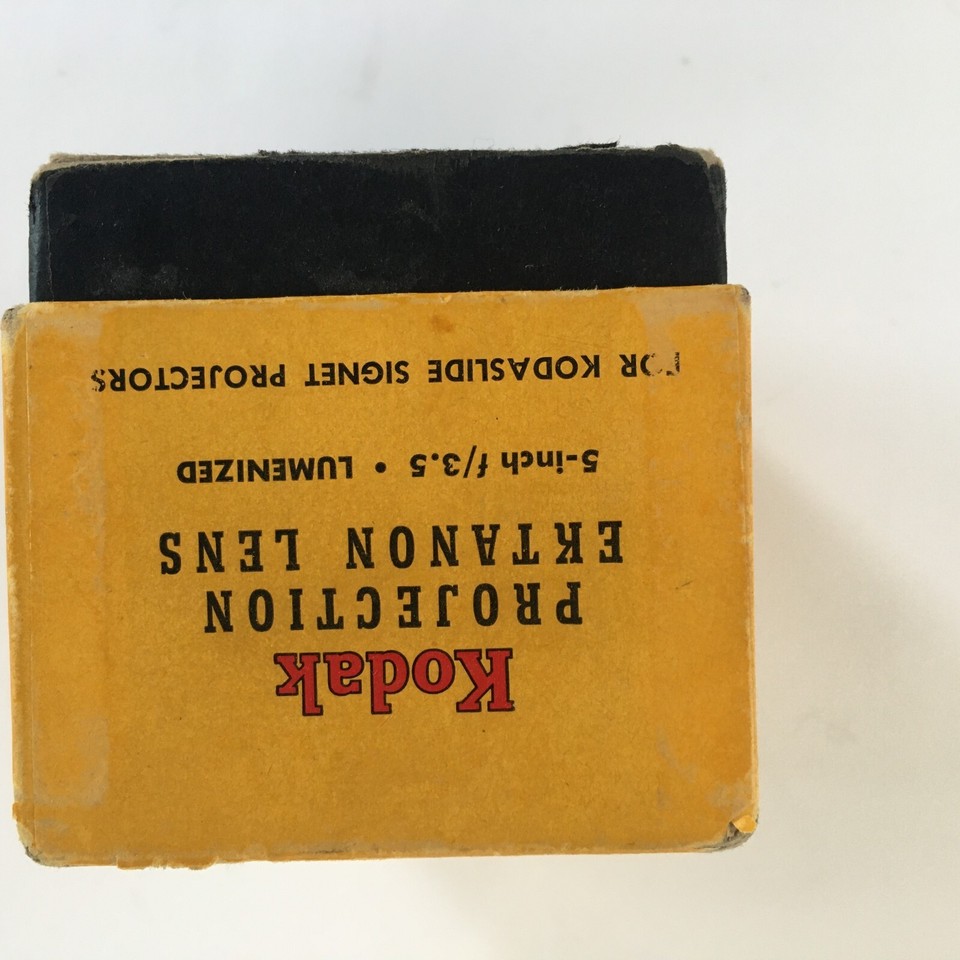 Kodak
PROJECTION
EKTANON LENS
5-inch f/3.5 • LUMENIZED
FOR KODASLIDE SIGNET PROJECTORS